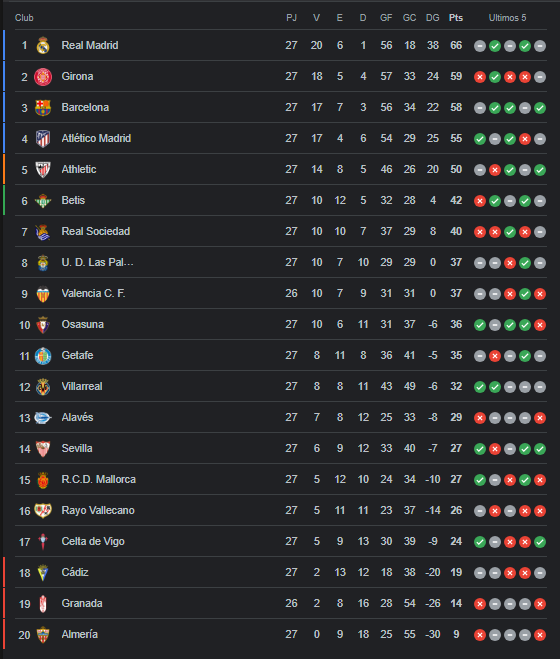 Club PJ V E D GF GC DG Pts Últimos 5
1 Real Madrid 27 20 6 1 56 18 38 66
2 Girona 27 18 5 4 57 33 24 59
3 Barcelona 27 17 7 3 56 34 22 58
4 Atlético Madrid 27 17 4 6 54 29 25 55
5 Athletic 27 14 8 5 46 26 20 50
6 Betis 27 10 12 5 32 28 4 42
7 Real Sociedad 27 10 10 7 37 29 8 40
8 U. D. Las Pal... 27 10 7 10 29 29 0 37
9 Valencia C. F. 26 10 7 9 31 31 0 37
10 Osasuna 27 10 6 11 31 37 -6 36
11 Getafe 27 8 11 8 36 41 -5 35
12 Villarreal 27 8 8 11 43 49 -6 32
13 Alavés 27 7 8 12 25 33 -8 29
14 Sevilla 27 6 9 12 33 40 -7 27
15 R.C.D. Mallorca 27 5 12 10 24 34 -10 27
16 Rayo Vallecano 27 5 11 11 23 37 -14 26
17 Celta de Vigo 27 5 9 13 30 39 -9 24
18 Cádiz 27 2 13 12 18 38 -20 19
19 Granada 26 2 8 16 28 54 -26 14
20 Almería 27 0 9 18 25 55 -30 9